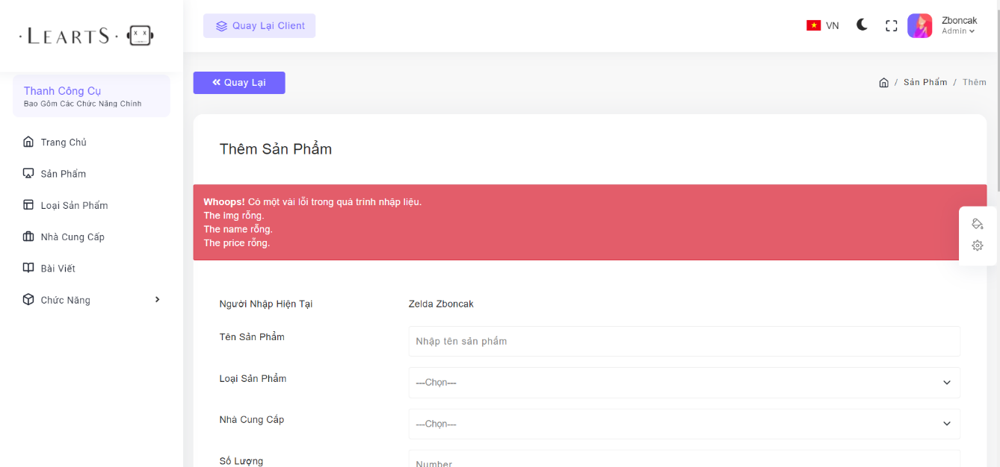 · LEARTS ·
Quay Lại Client
VN
Zboncak
Admin
Thanh Công Cụ
Bao Gồm Các Chức Năng Chính
Trang Chủ
Sản Phẩm
Loại Sản Phẩm
Nhà Cung Cấp
Bài Viết
Chức Năng
Quay Lại
/ Sản Phẩm / Thêm
Thêm Sản Phẩm
Whoops! Có một vài lỗi trong quá trình nhập liệu.
The img rỗng.
The name rỗng.
The price rỗng.
Người Nhập Hiện Tại
Zelda Zboncak
Tên Sản Phẩm
Nhập tên sản phẩm
Loại Sản Phẩm
---Chọn---
Nhà Cung Cấp
---Chọn---
Số Lượng
Number